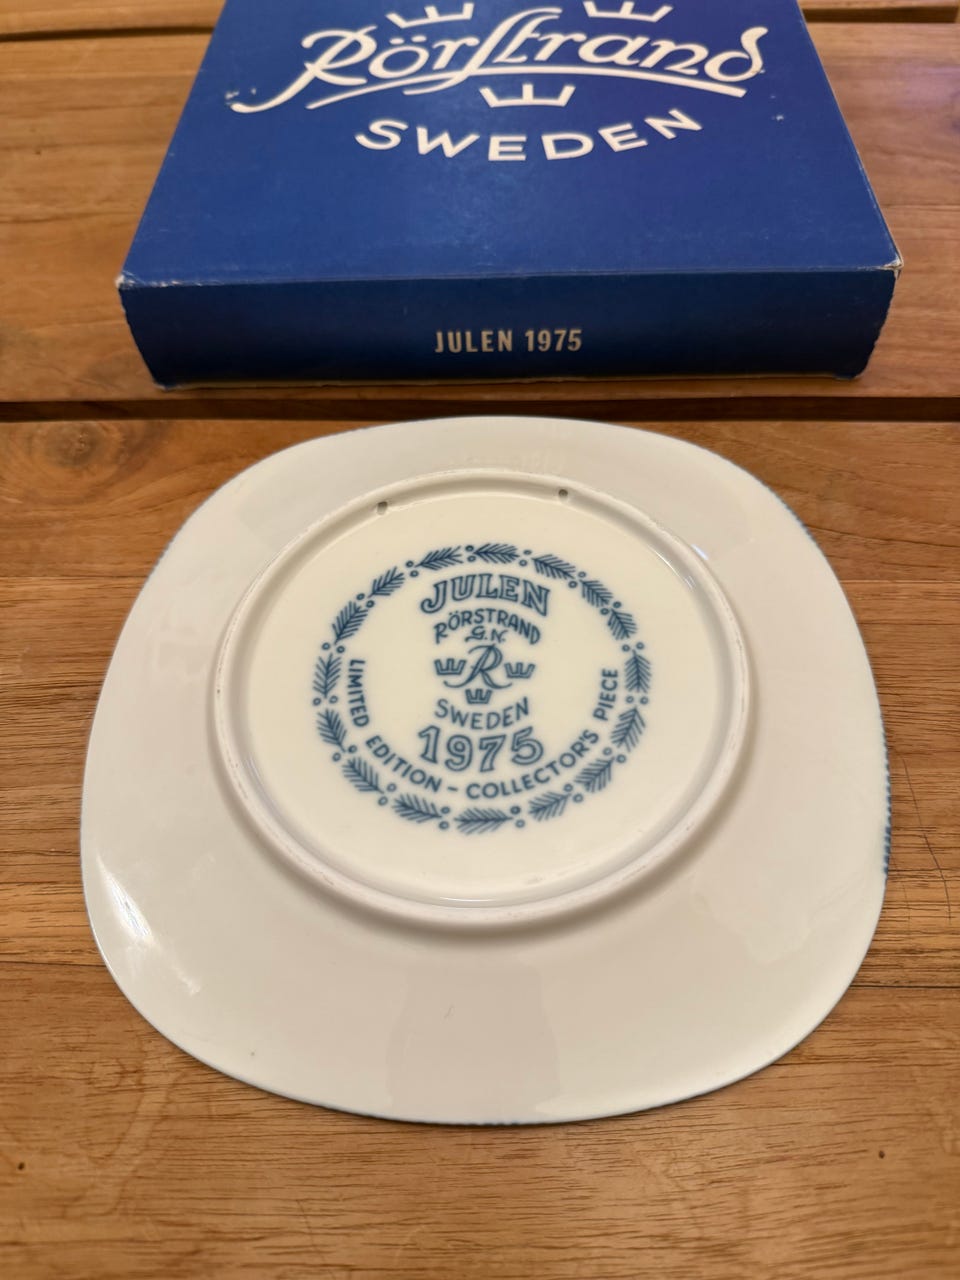 Rörstrand
SWEDEN
JULEN 1975
JULEN
RÖRSTRAND
G.N.
R
SWEDEN
1975
LIMITED EDITION - COLLECTOR'S PIECE